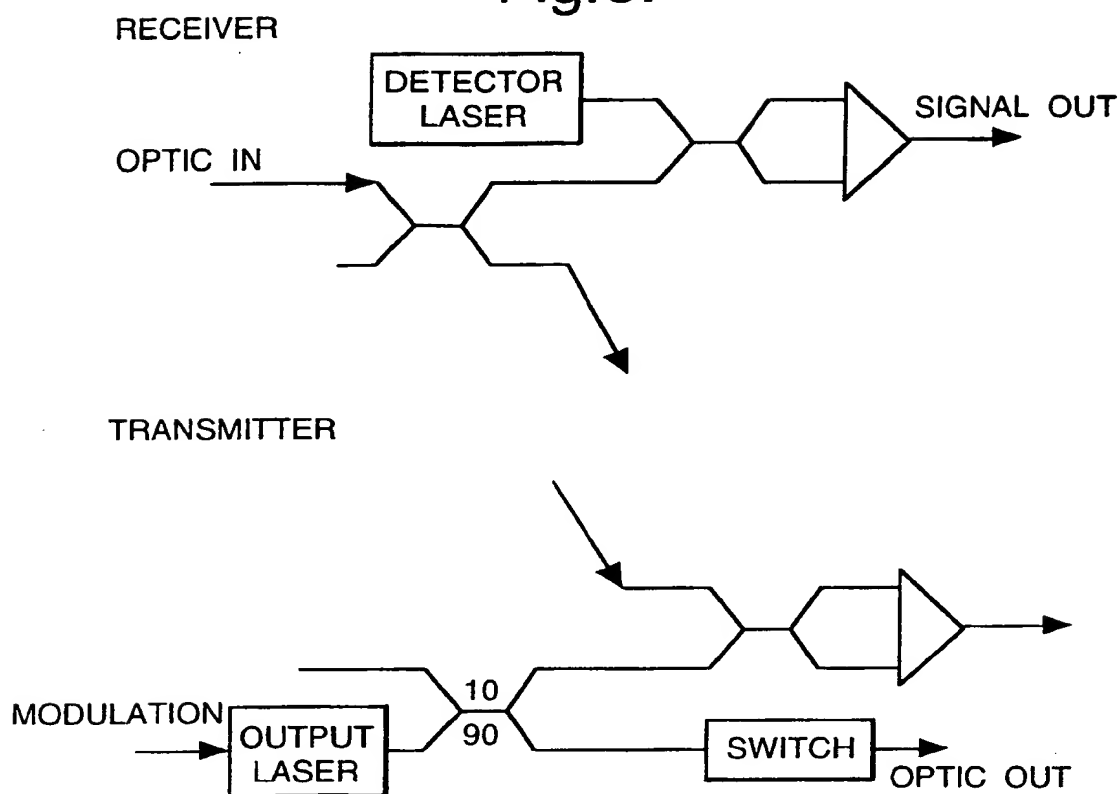 RECEIVER
DETECTOR
LASER
SIGNAL OUT
OPTIC IN
TRANSMITTER
10
MODULATION
90
OUTPUT
LASER
SWITCH
OPTIC OUT